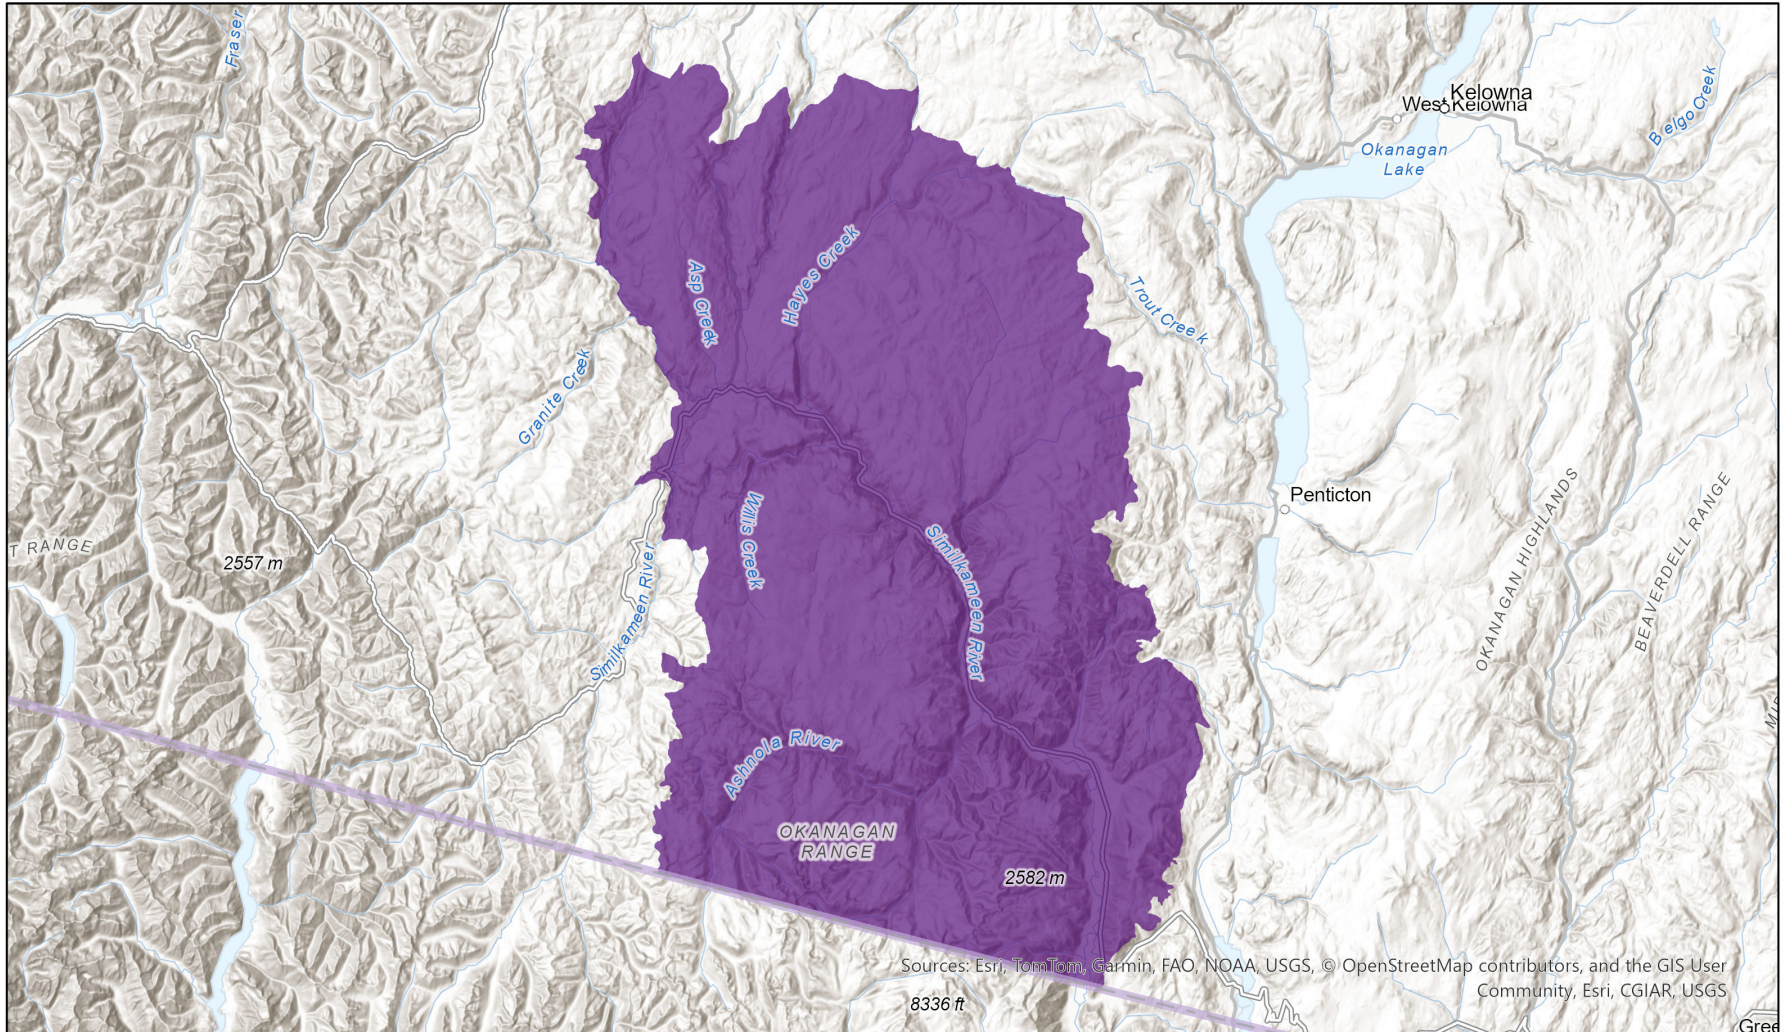 Fraser
Kelowna
West Kelowna
Belgo Creek
Okanagan
Lake
Asp Creek
Hayes Creek
Trout Creek
Granite Creek
Penticton
Willis Creek
Similkameen River
Similkameen River
T RANGE
2557 m
OKANAGAN HIGHLANDS
BEAVERDELL RANGE
MID
Ashnola River
OKANAGAN
RANGE
2582 m
Sources: Esri, TomTom, Garmin, FAO, NOAA, USGS, © OpenStreetMap contributors, and the GIS User
Community, Esri, CGIAR, USGS
8336 ft
Gree